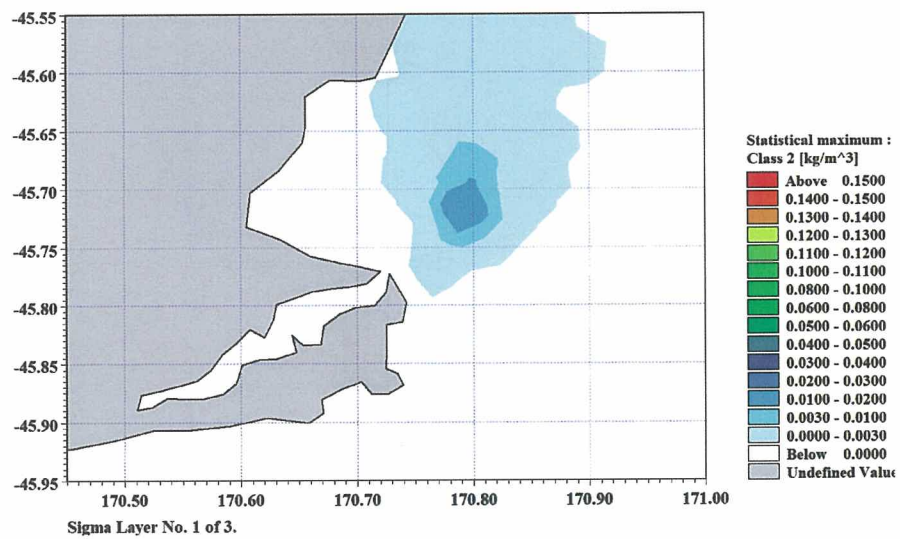 -45.55
-45.60
-45.65
-45.70
-45.75
-45.80
-45.85
-45.90
-45.95
170.50 170.60 170.70 170.80 170.90 171.00
Sigma Layer No. 1 of 3.
Statistical maximum :
Class 2 [kg/m^3]
Above 0.1500
0.1400 - 0.1500
0.1300 - 0.1400
0.1200 - 0.1300
0.1100 - 0.1200
0.1000 - 0.1100
0.0800 - 0.1000
0.0600 - 0.0800
0.0500 - 0.0600
0.0400 - 0.0500
0.0300 - 0.0400
0.0200 - 0.0300
0.0100 - 0.0200
0.0030 - 0.0100
0.0000 - 0.0030
Below 0.0000
Undefined Value